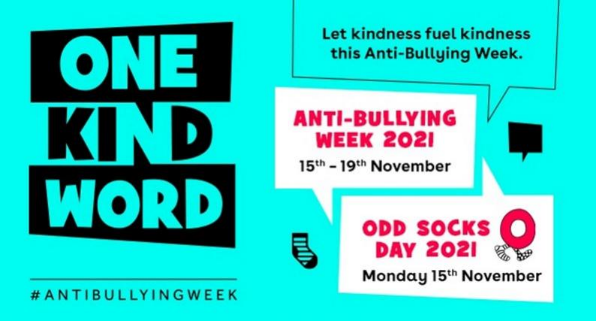 ONE
KIND
WORD
#ANTIBULLYINGWEEK
Let kindness fuel kindness
this Anti-Bullying Week.
ANTI-BULLYING
WEEK 2021
15th - 19th November
ODD SOCKS
DAY 2021
Monday 15th November